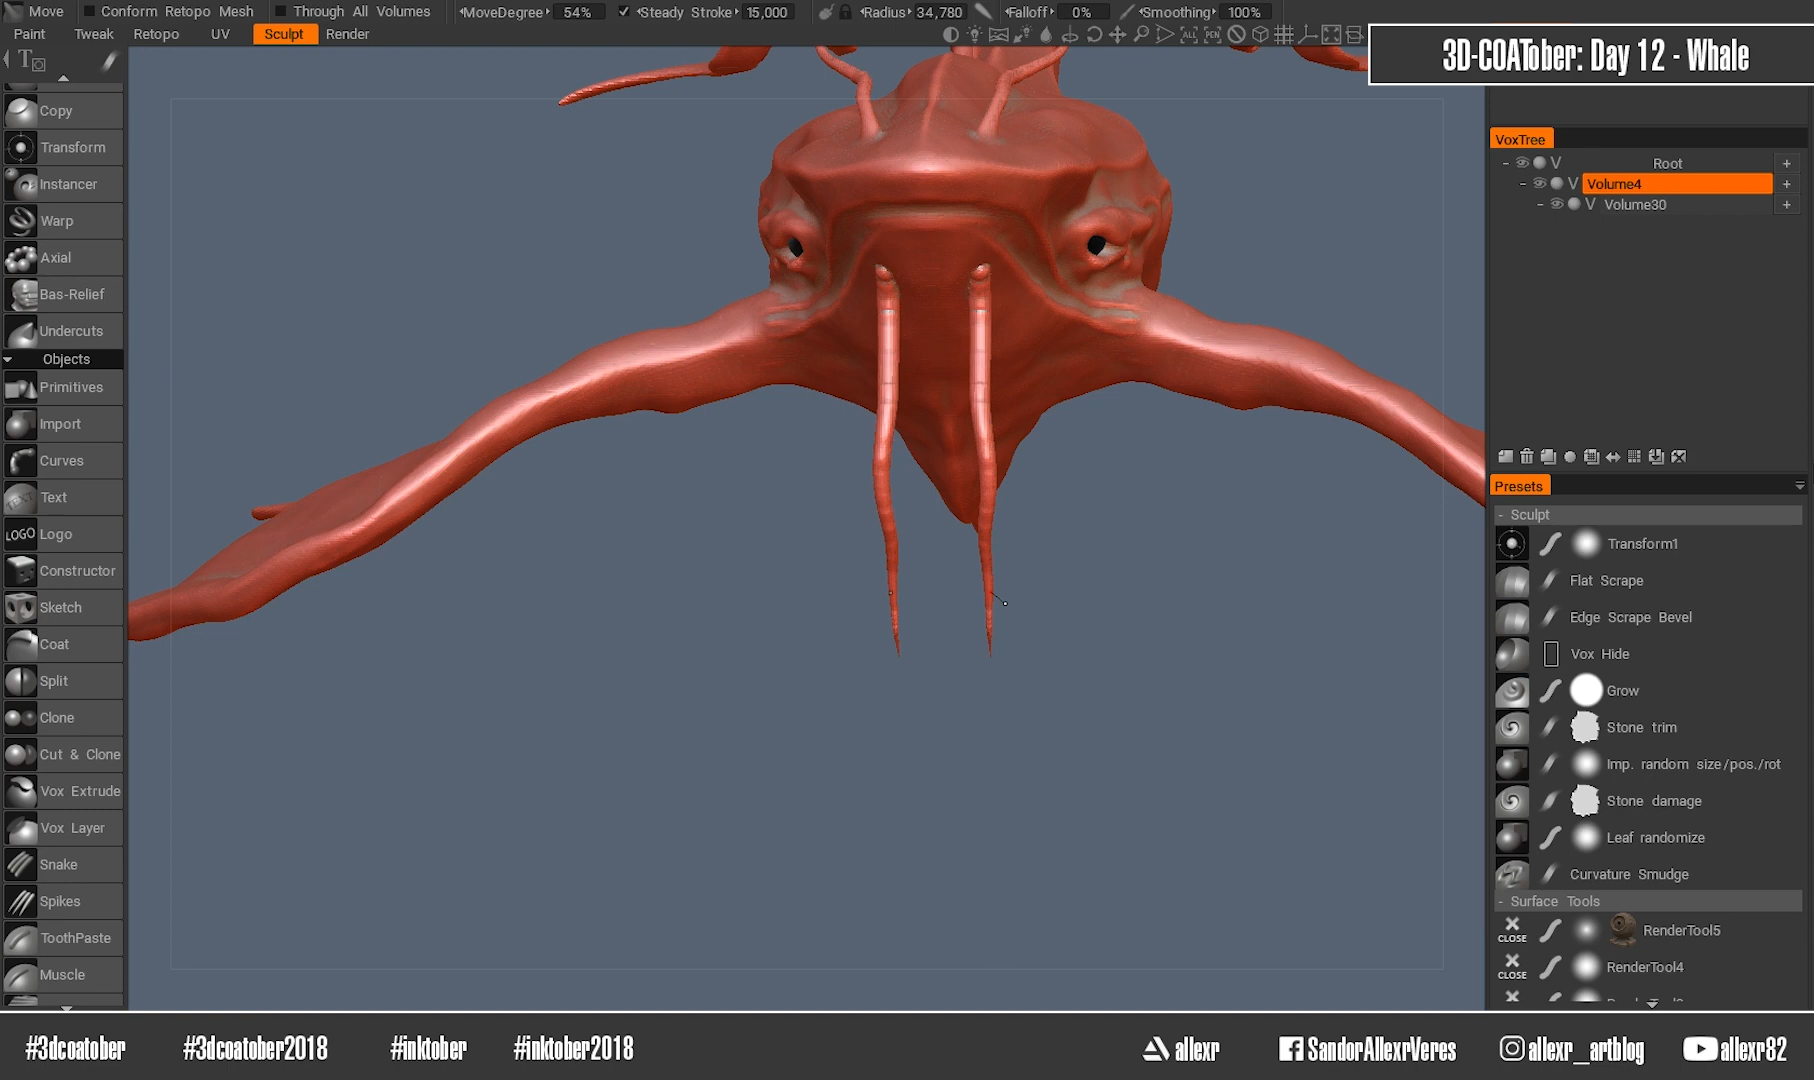 Move Conform Retopo Mesh Through All Volumes MoveDegree 54% Steady Stroke 15,000 Radius 34,780 Falloff 0% Smoothing 100%
Paint Tweak Retopo UV Sculpt Render
ALL PEN
3D-COATober: Day 12 - Whale
T
Copy
Transform
Instancer
Warp
Axial
Bas-Relief
Undercuts
Objects
Primitives
Import
Curves
TEXT Text
LOGO Logo
Constructor
Sketch
Coat
Split
Clone
Cut & Clone
Vox Extrude
Vox Layer
Snake
Spikes
ToothPaste
Muscle
VoxTree
- V Root +
- V Volume4 +
- V Volume30 +
Presets
- Sculpt
Transform1
Flat Scrape
Edge Scrape Bevel
Vox Hide
Grow
Stone trim
Imp. random size/pos./rot
Stone damage
Leaf randomize
Curvature Smudge
- Surface Tools
CLOSE RenderTool5
CLOSE RenderTool4
#3dcoatober #3dcoatober2018 #inktober #inktober2018 allexr SandorAllexrVeres allexr_artblog allexr82